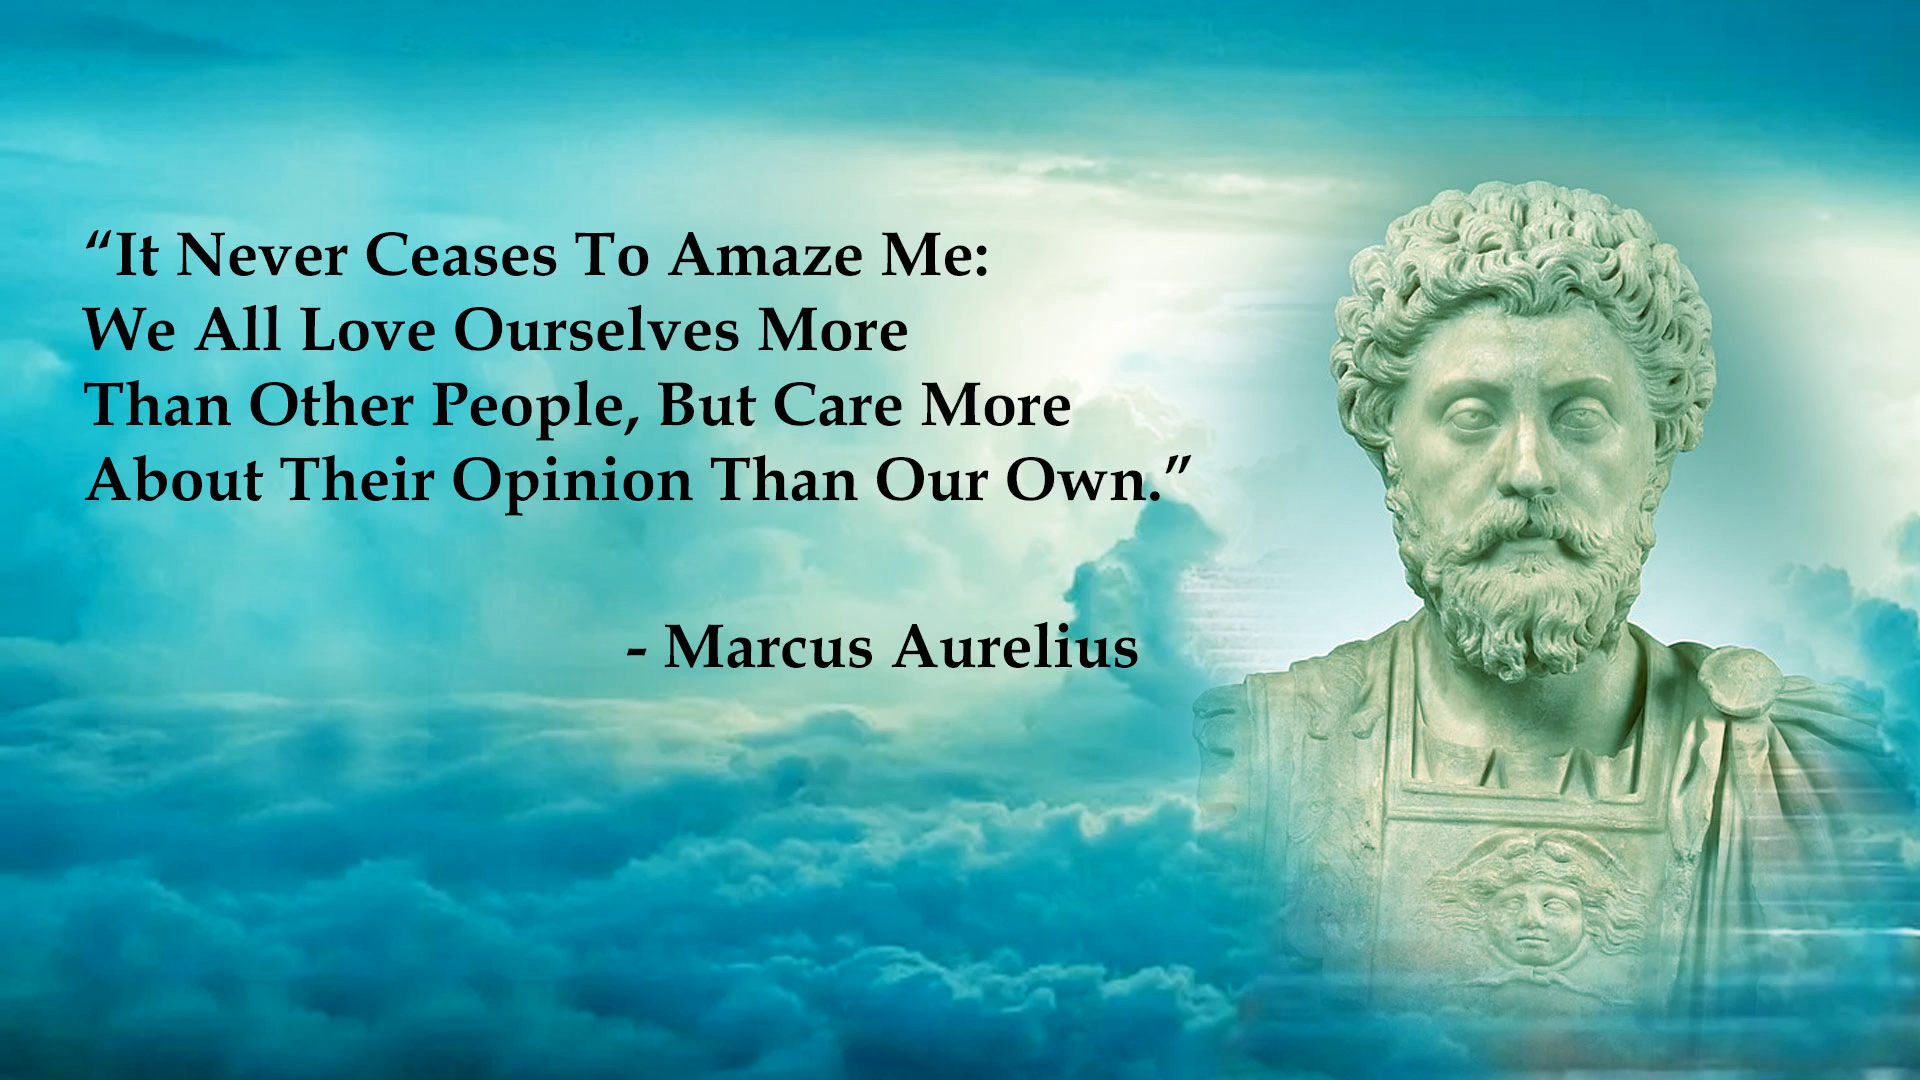 “It Never Ceases To Amaze Me:
We All Love Ourselves More
Than Other People, But Care More
About Their Opinion Than Our Own.”
- Marcus Aurelius